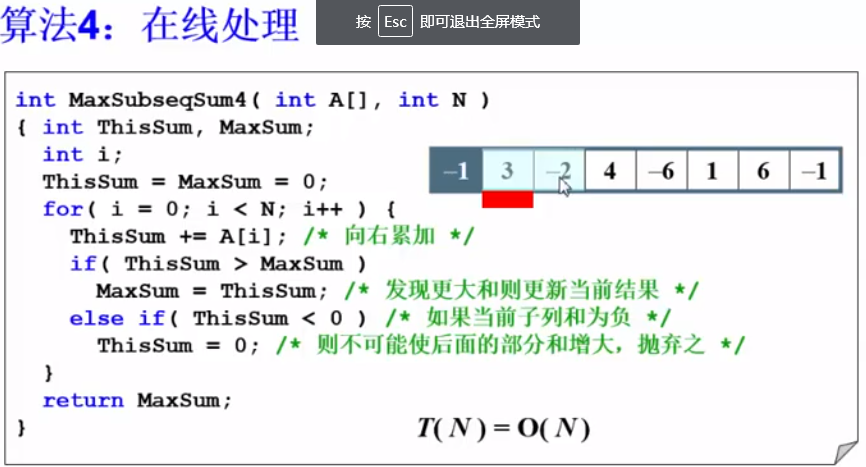 算法4：在线处理
按 Esc 即可退出全屏模式
int MaxSubseqSum4( int A[], int N )
{ int ThisSum, MaxSum;
int i;
ThisSum = MaxSum = 0;
for( i = 0; i < N; i++ ) {
ThisSum += A[i]; /* 向右累加 */
if( ThisSum > MaxSum )
MaxSum = ThisSum; /* 发现更大和则更新当前结果 */
else if( ThisSum < 0 ) /* 如果当前子列和为负 */
ThisSum = 0; /* 则不可能使后面的部分和增大，抛弃之 */
}
return MaxSum;
}
–1 3 –2 4 –6 1 6 –1
T( N ) = O( N )